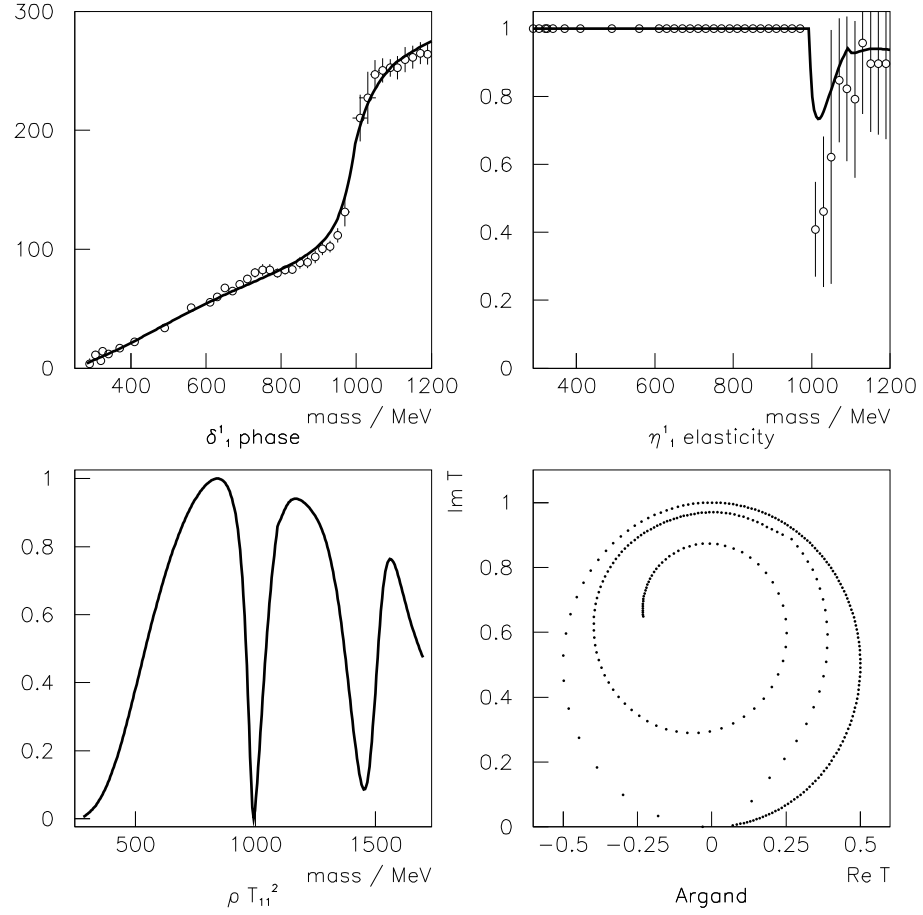 300
200
100
0
400 600 800 1000 1200
mass / MeV
δ¹₁ phase
1
0.8
0.6
0.4
0.2
0
400 600 800 1000 1200
mass / MeV
η¹₁ elasticity
1
0.8
0.6
0.4
0.2
0
500 1000 1500
mass / MeV
ρ T₁₁²
Im T
1
0.8
0.6
0.4
0.2
0
-0.5 -0.25 0 0.25 0.5
Re T
Argand